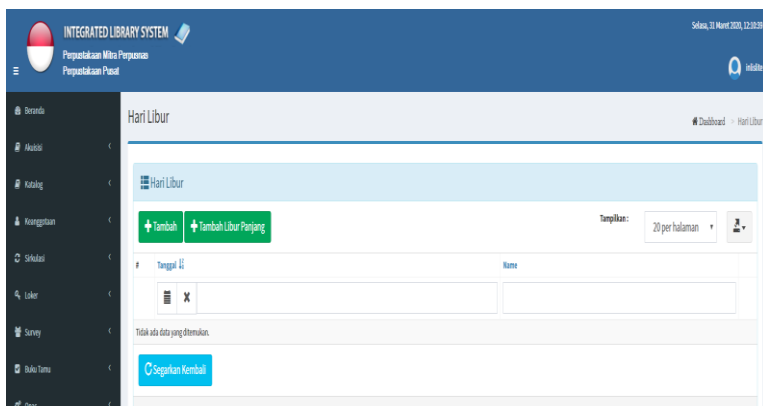 INTEGRATED LIBRARY SYSTEM
Selasa, 31 Maret 2020, 12:10:39
Perpustakaan Mitra Perpusnas
Perpustakaan Pusat
inlislite
Beranda
Hari Libur
Dashboard > Hari Libur
Akuisisi
Katalog
Hari Libur
Keanggotaan
Tambah
Tambah Libur Panjang
Tampilkan :
20 per halaman
Sirkulasi
# Tanggal Name
Loker
Survey
Tidak ada data yang ditemukan.
Buku Tamu
Segarkan Kembali